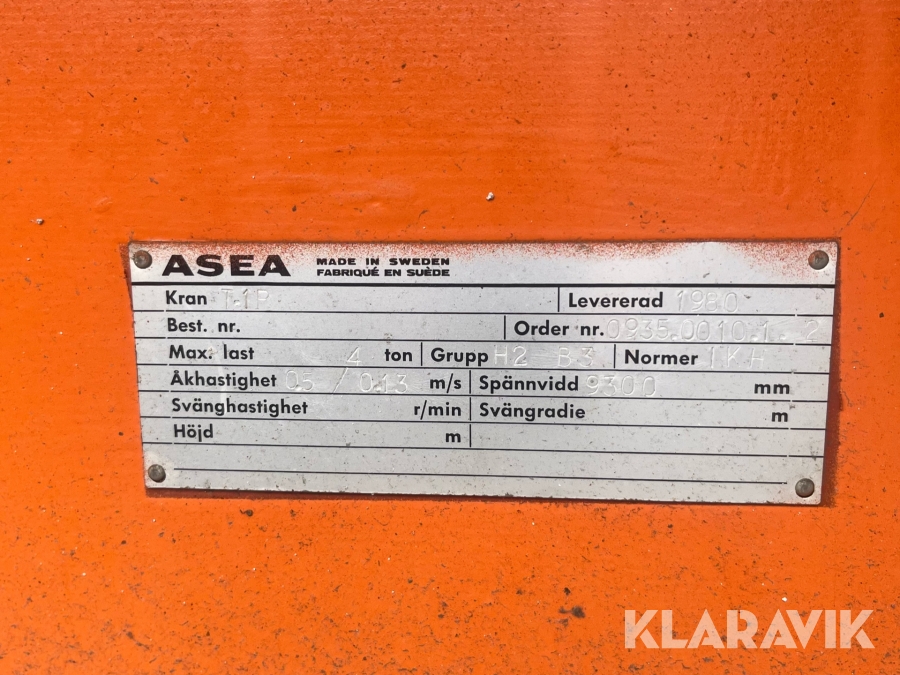 ASEA MADE IN SWEDEN
FABRIQUÉ EN SUÈDE
Kran T-1P Levererad 1980
Best. nr. Order nr. 0935.0010.1-2
Max. last 4 ton Grupp H2 B3 Normer IKH
Åkhastighet 0.5 / 0.13 m/s Spännvidd 9300 mm
Svänghastighet r/min Svängradie m
Höjd m
KLARAVIK